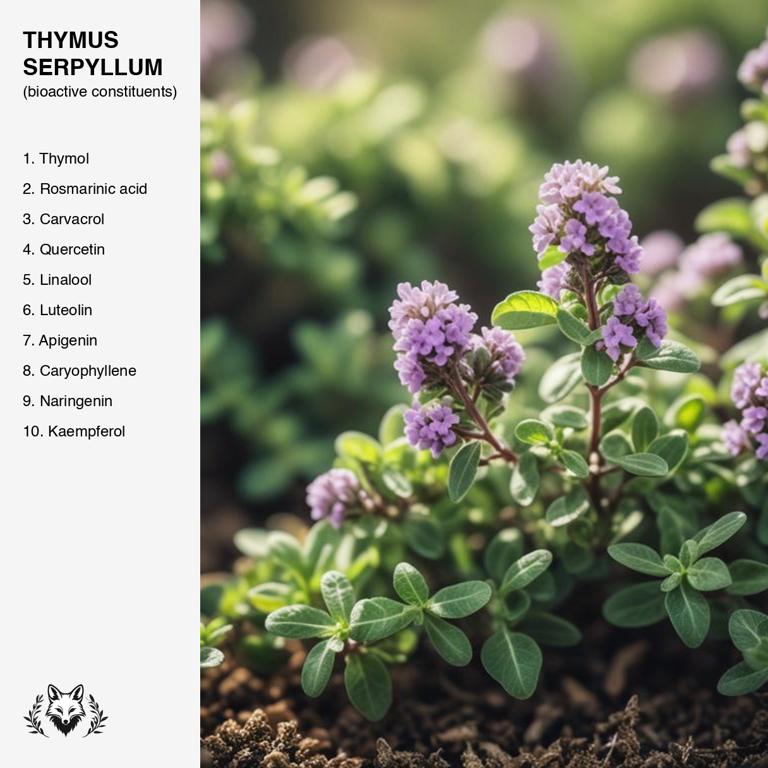 THYMUS
SERPYLLUM
(bioactive constituents)
1. Thymol
2. Rosmarinic acid
3. Carvacrol
4. Quercetin
5. Linalool
6. Luteolin
7. Apigenin
8. Caryophyllene
9. Naringenin
10. Kaempferol